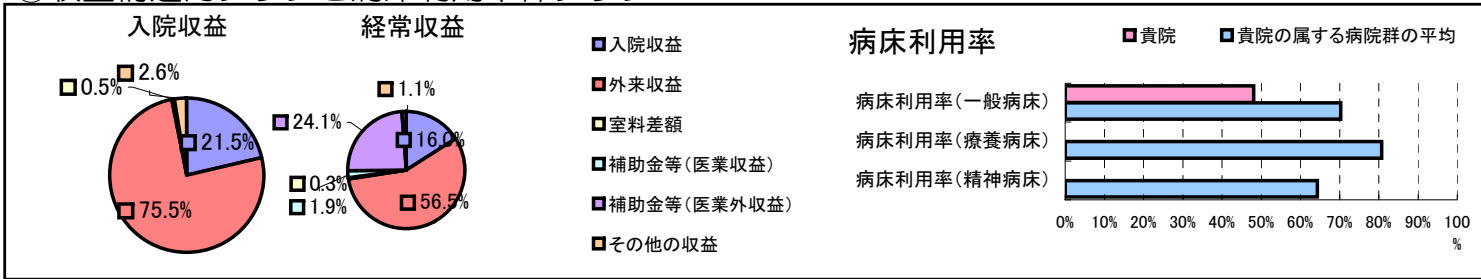 入院収益
2.6%
0.5%
21.5%
75.5%
経常収益
1.1%
24.1%
16.0%
0.3%
1.9%
56.5%
入院収益
外来収益
室料差額
補助金等(医業収益)
補助金等(医業外収益)
その他の収益
病床利用率
貴院 貴院の属する病院群の平均
病床利用率(一般病床)
病床利用率(療養病床)
病床利用率(精神病床)
0% 10% 20% 30% 40% 50% 60% 70% 80% 90% 100
%